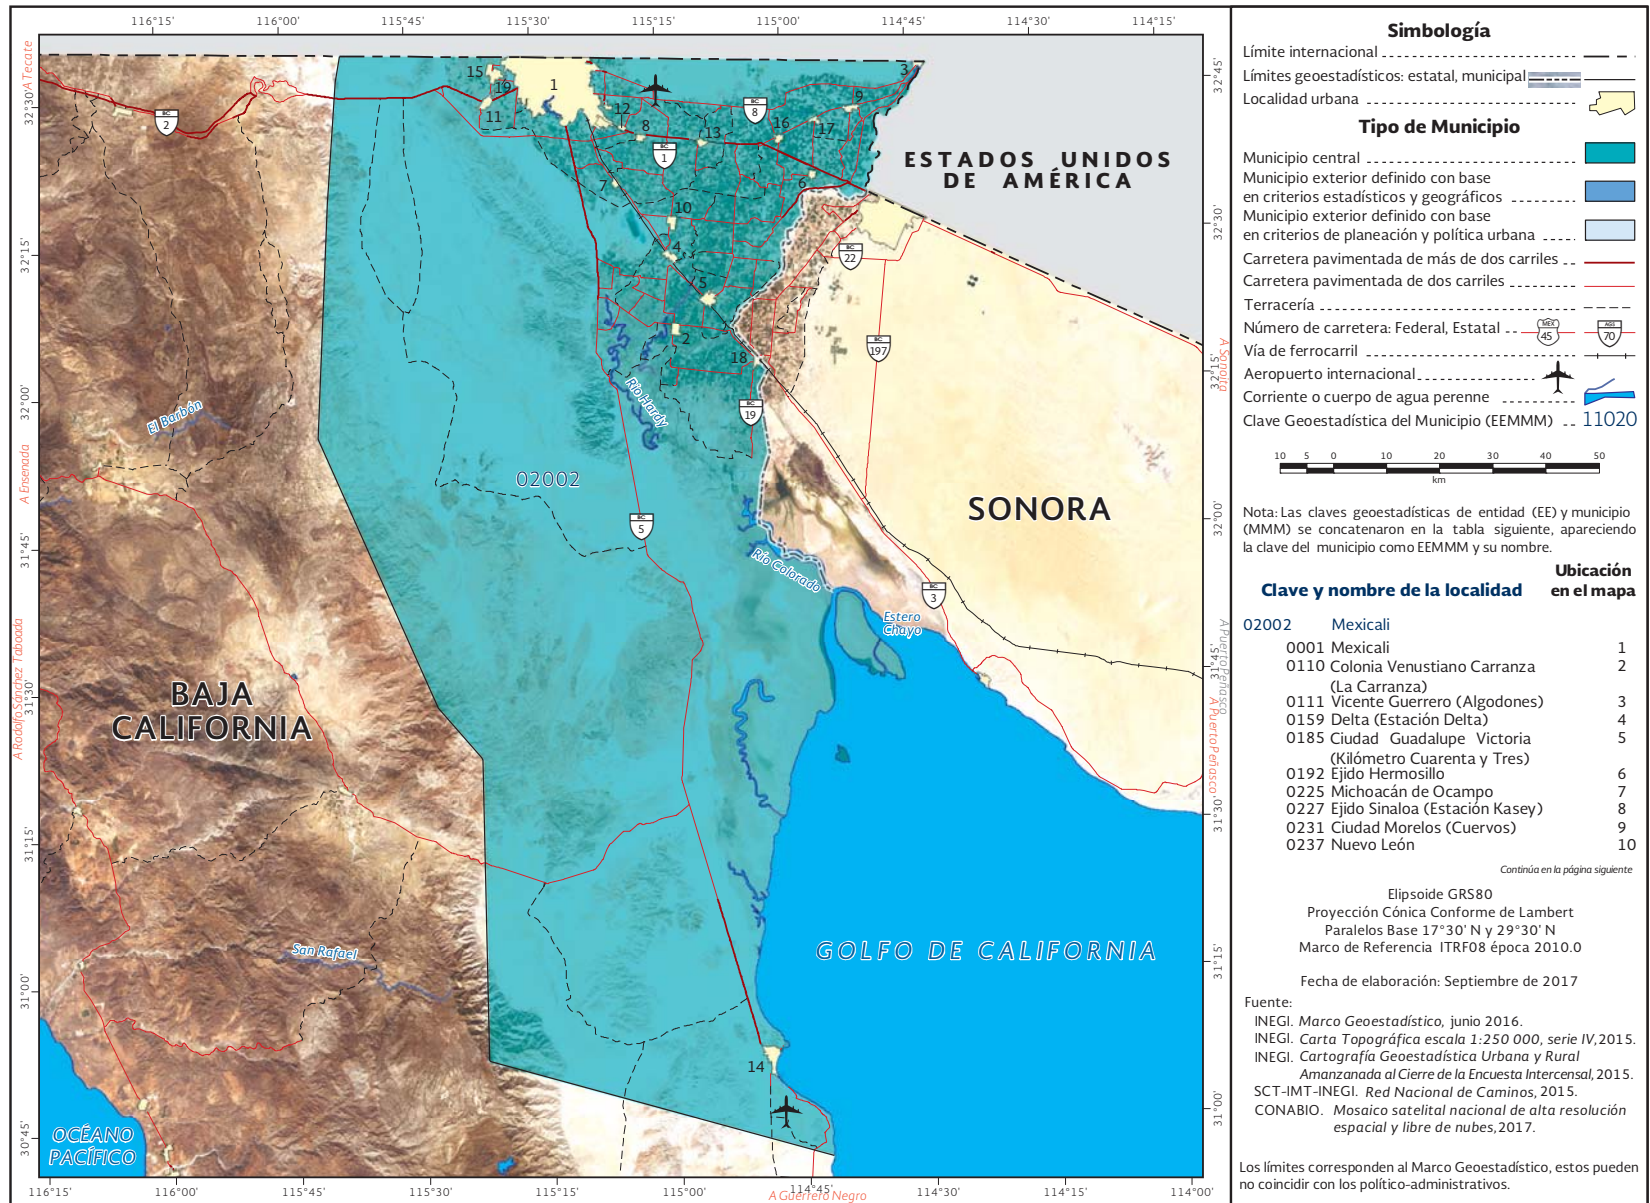 116°15'
116°00'
115°45'
115°30'
115°15'
115°00'
114°45'
114°30'
114°15'
A Tecate
32°30'
32°15'
32°00'
A Ensenada
31°45'
A Rodolfo Sánchez Taboada
31°30'
31°15'
31°00'
30°45'
32°45'
32°30'
32°15'
A Sonoita
32°00'
31°45'
A Puerto Peñasco
A Puerto Peñasco
31°30'
31°15'
31°00'
116°15'
116°00'
115°45'
115°30'
115°15'
115°00'
114°45'
114°30'
114°15'
114°00'
A Guerrero Negro
BC
2
15
19
1
11
12
8
BC
8
13
16
17
9
3
BC
1
7
6
10
4
5
2
18
ESTADOS UNIDOS
DE AMÉRICA
BC
22
BC
197
BC
19
Río Hardy
El Barbón
02002
BC
5
SONORA
Río Colorado
BC
3
Estero
Chayo
BAJA
CALIFORNIA
San Rafael
GOLFO DE CALIFORNIA
14
OCÉANO
PACÍFICO
Simbología
Límite internacional
Límites geoestadísticos: estatal, municipal
Localidad urbana
Tipo de Municipio
Municipio central
Municipio exterior definido con base
en criterios estadísticos y geográficos
Municipio exterior definido con base
en criterios de planeación y política urbana
Carretera pavimentada de más de dos carriles
Carretera pavimentada de dos carriles
Terracería
Número de carretera: Federal, Estatal MEX 45 AGS 70
Vía de ferrocarril
Aeropuerto internacional
Corriente o cuerpo de agua perenne
Clave Geoestadística del Municipio (EEMMM) 11020
10 5 0 10 20 30 40 50
km
Nota: Las claves geoestadísticas de entidad (EE) y municipio
(MMM) se concatenaron en la tabla siguiente, apareciendo
la clave del municipio como EEMMM y su nombre.
Clave y nombre de la localidad Ubicación
en el mapa
02002 Mexicali
0001 Mexicali 1
0110 Colonia Venustiano Carranza 2
(La Carranza)
0111 Vicente Guerrero (Algodones) 3
0159 Delta (Estación Delta) 4
0185 Ciudad Guadalupe Victoria 5
(Kilómetro Cuarenta y Tres)
0192 Ejido Hermosillo 6
0225 Michoacán de Ocampo 7
0227 Ejido Sinaloa (Estación Kasey) 8
0231 Ciudad Morelos (Cuervos) 9
0237 Nuevo León 10
Continúa en la página siguiente
Elipsoide GRS80
Proyección Cónica Conforme de Lambert
Paralelos Base 17°30' N y 29°30' N
Marco de Referencia ITRF08 época 2010.0
Fecha de elaboración: Septiembre de 2017
Fuente:
INEGI. Marco Geoestadístico, junio 2016.
INEGI. Carta Topográfica escala 1:250 000, serie IV, 2015.
INEGI. Cartografía Geoestadística Urbana y Rural
Amanzanada al Cierre de la Encuesta Intercensal, 2015.
SCT-IMT-INEGI. Red Nacional de Caminos, 2015.
CONABIO. Mosaico satelital nacional de alta resolución
espacial y libre de nubes, 2017.
Los límites corresponden al Marco Geoestadístico, estos pueden
no coincidir con los político-administrativos.